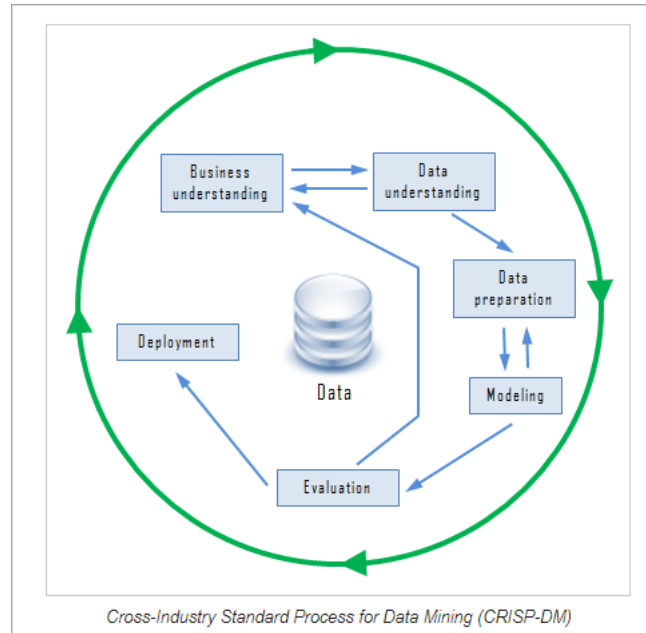 Business
understanding
Data
understanding
Data
preparation
Modeling
Evaluation
Deployment
Data
Cross-Industry Standard Process for Data Mining (CRISP-DM)